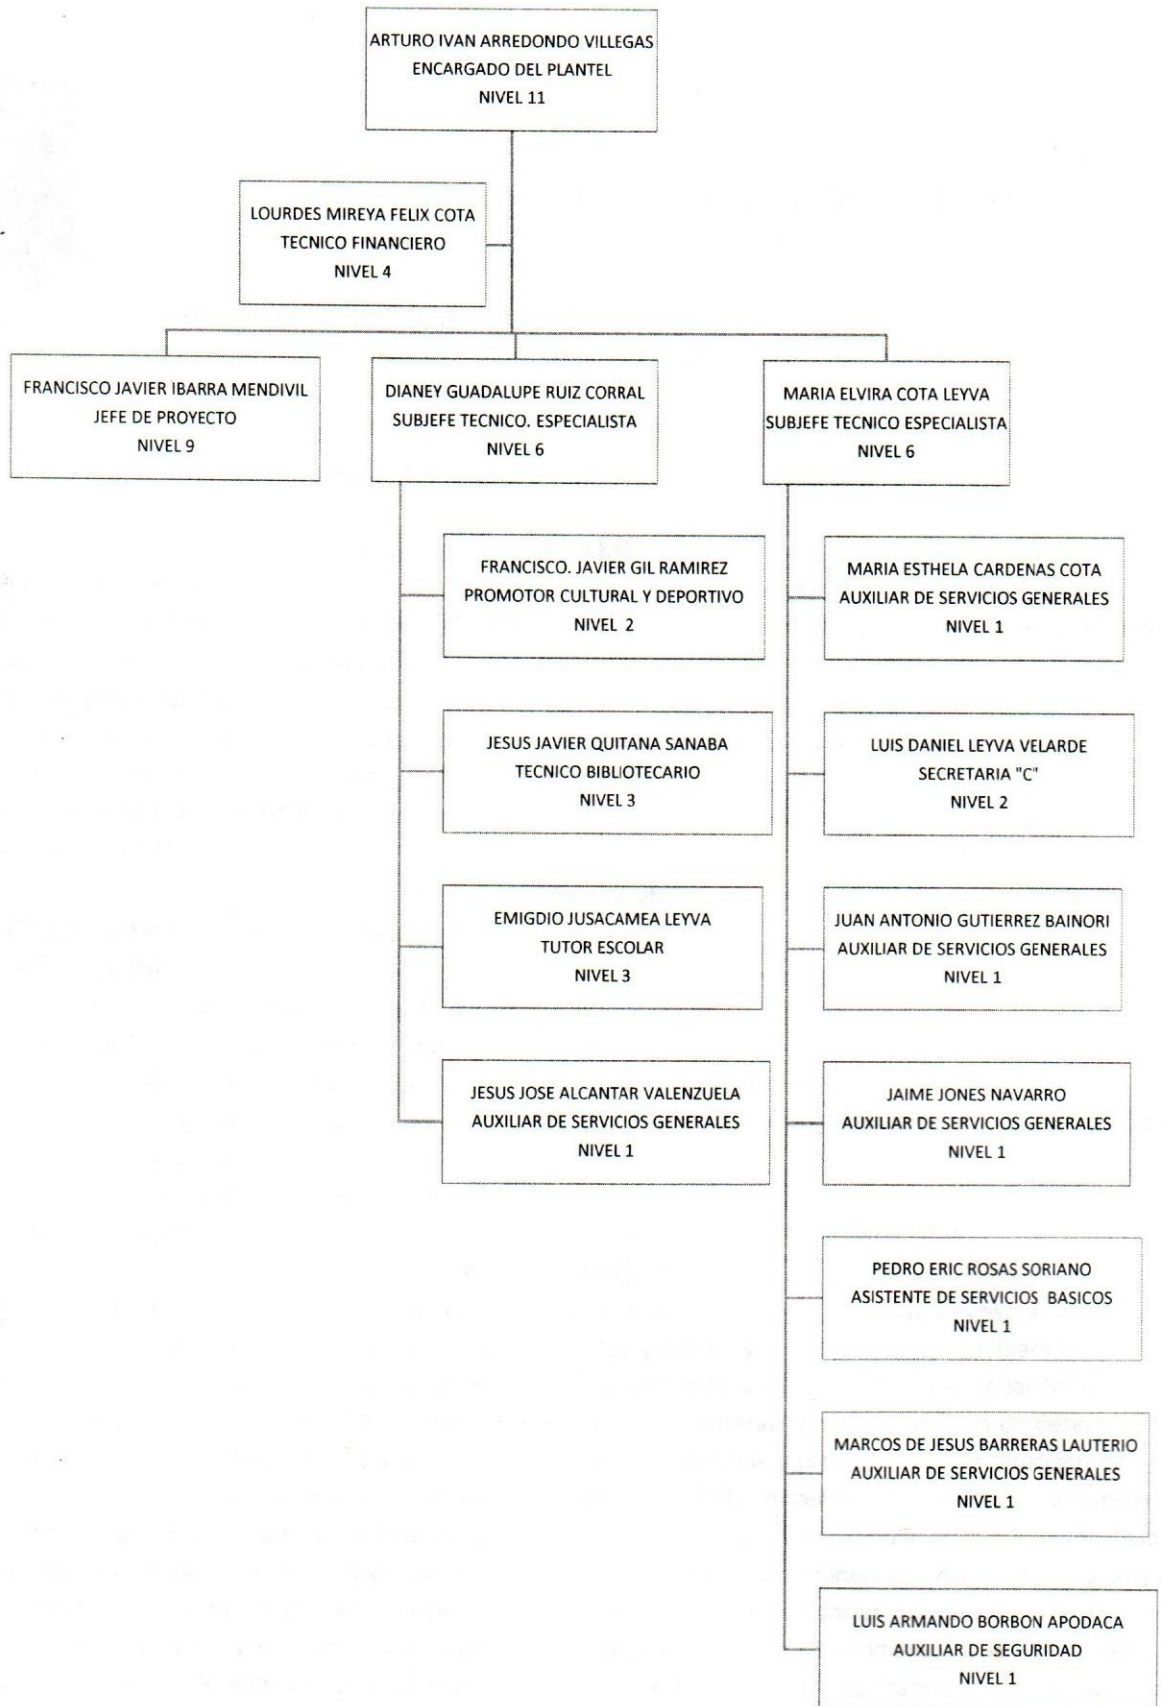 ARTURO IVAN ARREDONDO VILLEGAS
ENCARGADO DEL PLANTEL
NIVEL 11
LOURDES MIREYA FELIX COTA
TECNICO FINANCIERO
NIVEL 4
FRANCISCO JAVIER IBARRA MENDIVIL
JEFE DE PROYECTO
NIVEL 9
DIANEY GUADALUPE RUIZ CORRAL
SUBJEFE TECNICO. ESPECIALISTA
NIVEL 6
MARIA ELVIRA COTA LEYVA
SUBJEFE TECNICO ESPECIALISTA
NIVEL 6
FRANCISCO. JAVIER GIL RAMIREZ
PROMOTOR CULTURAL Y DEPORTIVO
NIVEL 2
JESUS JAVIER QUITANA SANABA
TECNICO BIBLIOTECARIO
NIVEL 3
EMIGDIO JUSACAMEA LEYVA
TUTOR ESCOLAR
NIVEL 3
JESUS JOSE ALCANTAR VALENZUELA
AUXILIAR DE SERVICIOS GENERALES
NIVEL 1
MARIA ESTHELA CARDENAS COTA
AUXILIAR DE SERVICIOS GENERALES
NIVEL 1
LUIS DANIEL LEYVA VELARDE
SECRETARIA "C"
NIVEL 2
JUAN ANTONIO GUTIERREZ BAINORI
AUXILIAR DE SERVICIOS GENERALES
NIVEL 1
JAIME JONES NAVARRO
AUXILIAR DE SERVICIOS GENERALES
NIVEL 1
PEDRO ERIC ROSAS SORIANO
ASISTENTE DE SERVICIOS BASICOS
NIVEL 1
MARCOS DE JESUS BARRERAS LAUTERIO
AUXILIAR DE SERVICIOS GENERALES
NIVEL 1
LUIS ARMANDO BORBON APODACA
AUXILIAR DE SEGURIDAD
NIVEL 1